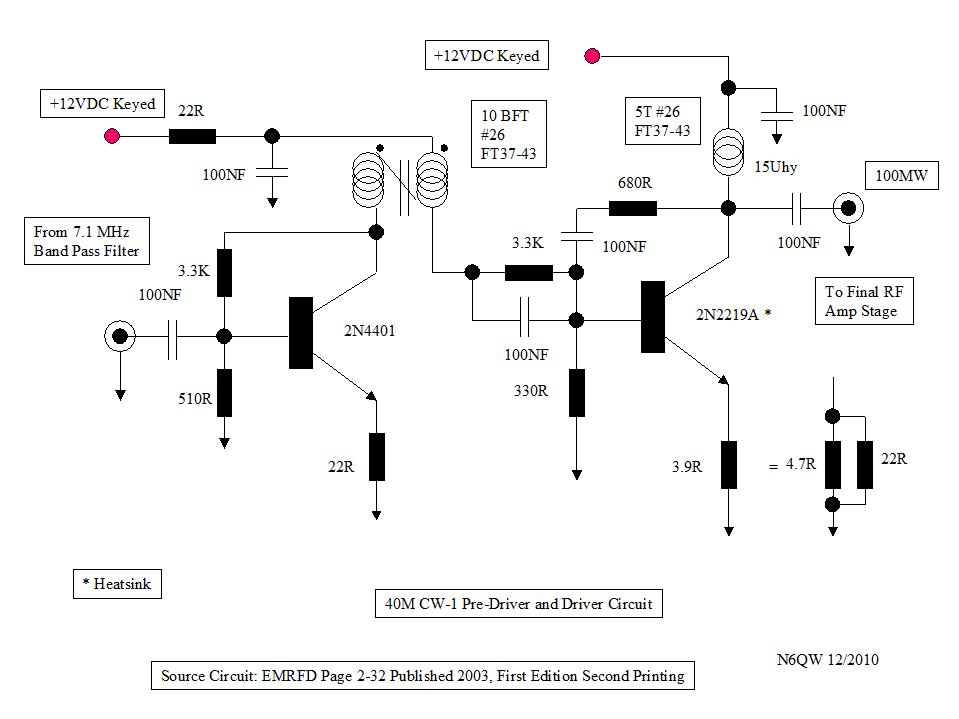 +12VDC Keyed
+12VDC Keyed
22R
100NF
10 BFT
#26
FT37-43
5T #26
FT37-43
100NF
15Uhy
100MW
680R
From 7.1 MHz
Band Pass Filter
3.3K
100NF
3.3K
100NF
100NF
To Final RF
Amp Stage
2N4401
2N2219A *
100NF
510R
330R
22R
3.9R
= 4.7R
22R
* Heatsink
40M CW-1 Pre-Driver and Driver Circuit
N6QW 12/2010
Source Circuit: EMRFD Page 2-32 Published 2003, First Edition Second Printing